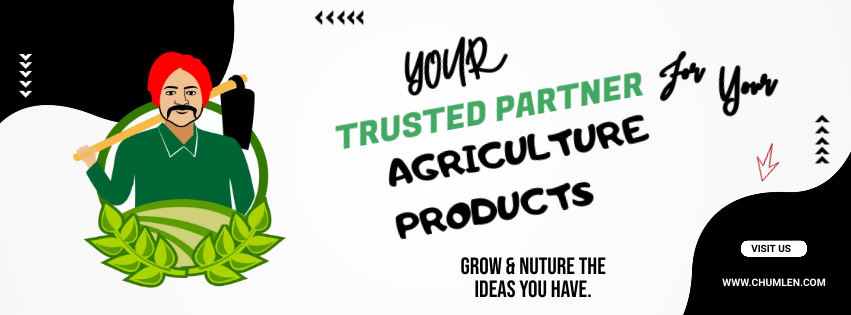 YOUR
TRUSTED PARTNER For Your
AGRICULTURE
PRODUCTS
GROW & NUTURE THE
IDEAS YOU HAVE.
VISIT US
WWW.CHUMLEN.COM